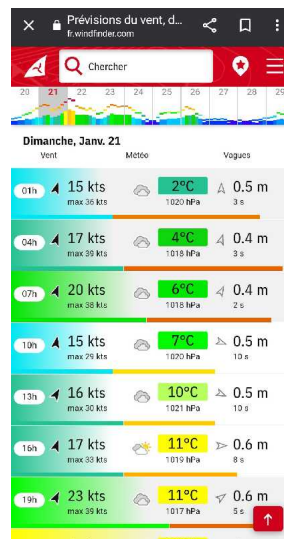 Prévisions du vent, d...
fr.windfinder.com
Chercher
20 21 22 23 24 25 26 27 28 29
Dimanche, Janv. 21
Vent Météo Vagues
01h 15 kts 2°C 0.5 m
max 36 kts 1020 hPa 3 s
04h 17 kts 4°C 0.4 m
max 39 kts 1018 hPa 3 s
07h 20 kts 6°C 0.4 m
max 38 kts 1018 hPa 2 s
10h 15 kts 7°C 0.5 m
max 29 kts 1020 hPa 10 s
13h 16 kts 10°C 0.5 m
max 30 kts 1021 hPa 10 s
16h 17 kts 11°C 0.6 m
max 33 kts 1019 hPa 8 s
19h 23 kts 11°C 0.6 m
max 39 kts 1017 hPa 5 s